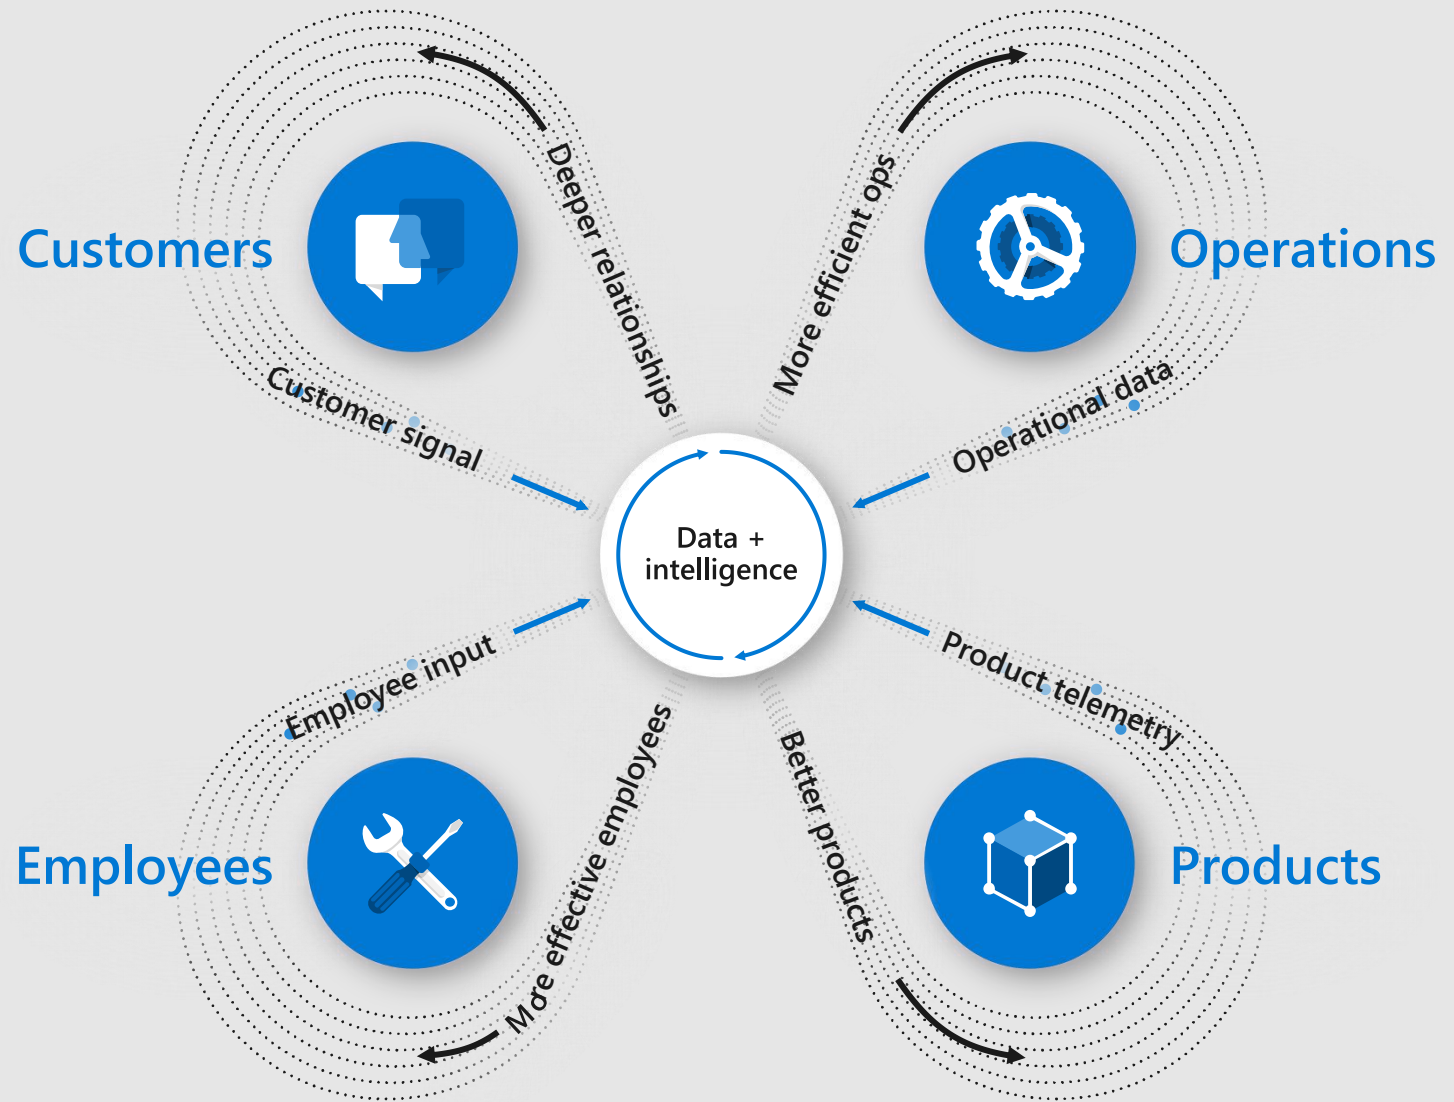 Deeper relationships
More efficient ops
Customers
Operations
Customer signal
Operational data
Data +
intelligence
Employee input
Product telemetry
More effective employees
Better products
Employees
Products